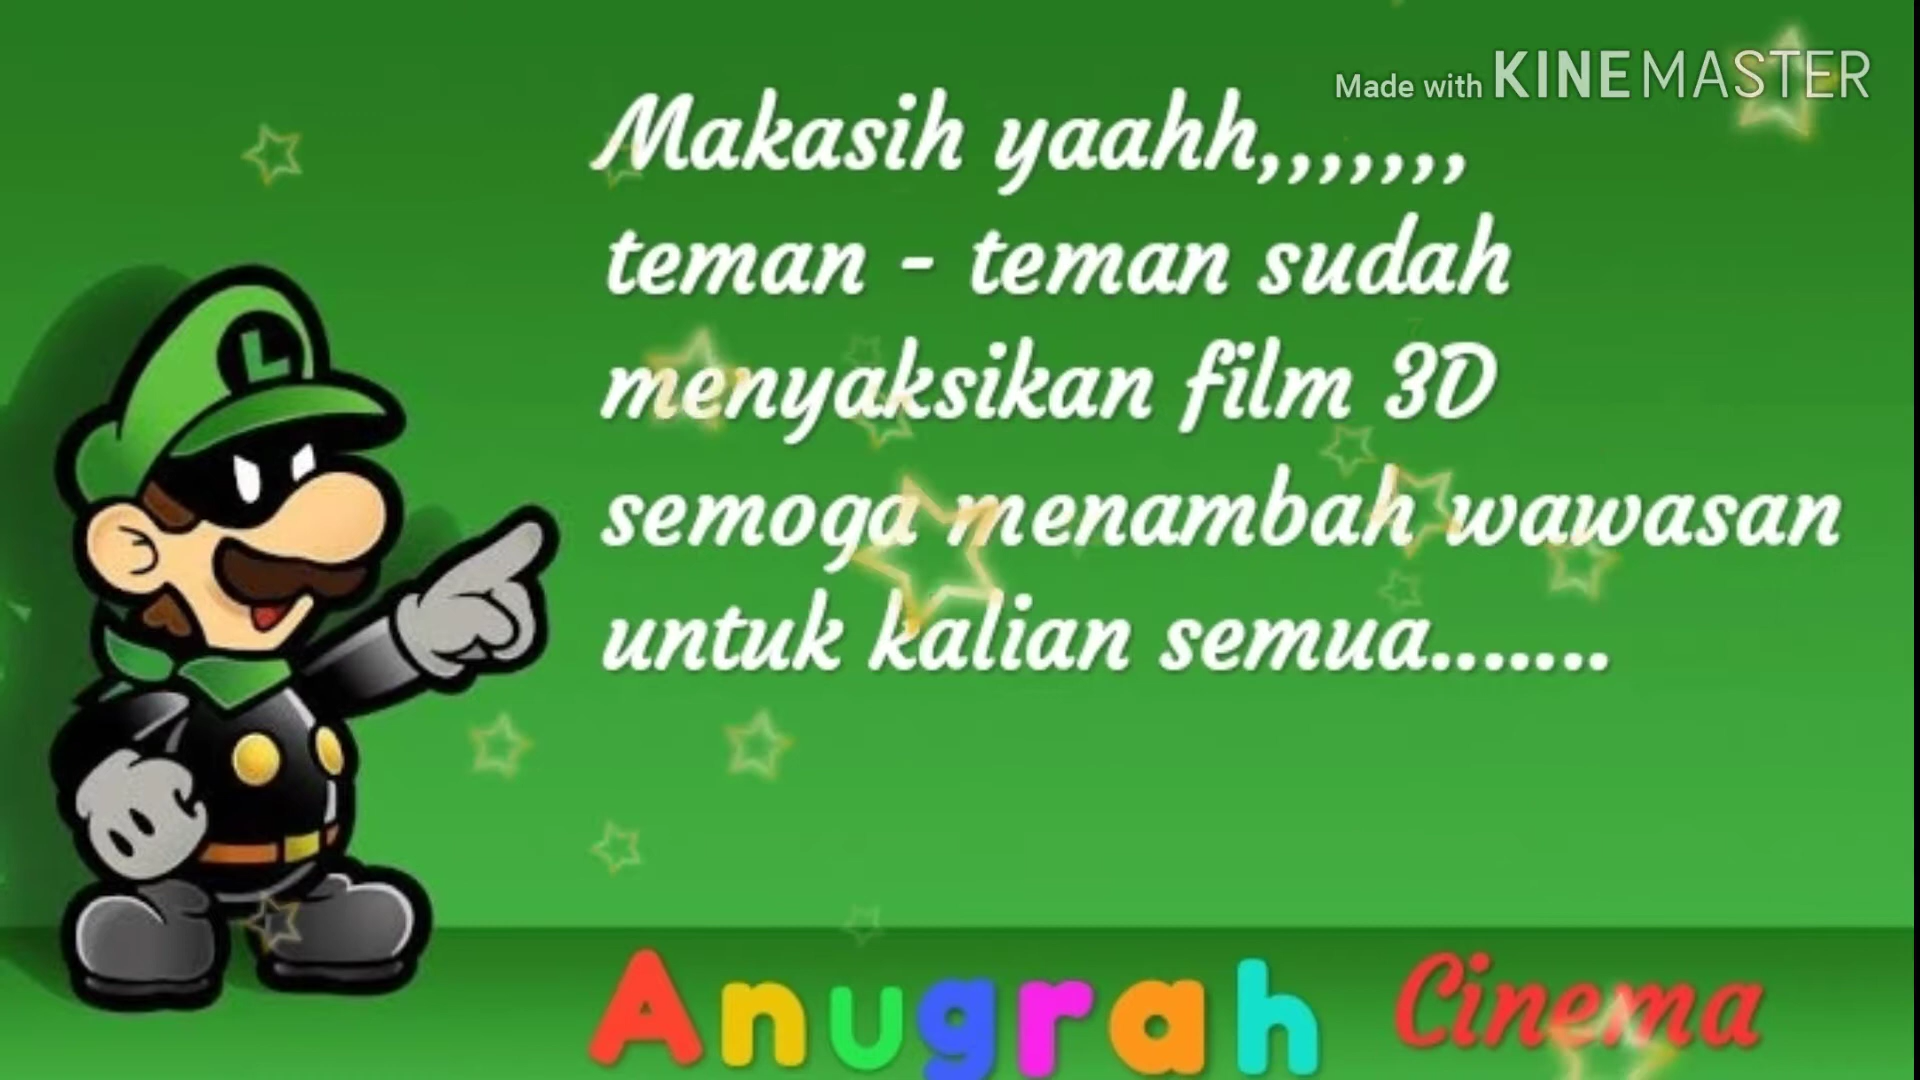 Made with KINEMASTER
Makasih yaahh,,,,,,,
teman - teman sudah
menyaksikan film 3D
semoga menambah wawasan
untuk kalian semua.......
L
Anugrah Cinema